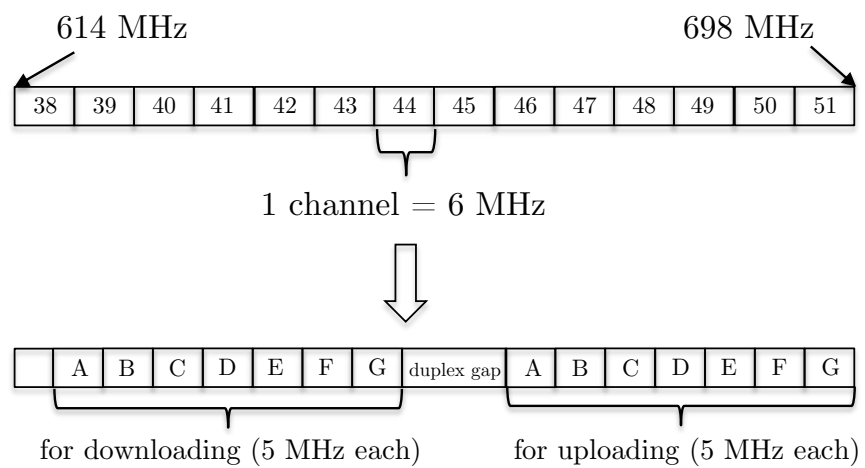 614 MHz 698 MHz
38 39 40 41 42 43 44 45 46 47 48 49 50 51
1 channel = 6 MHz
A B C D E F G duplex gap A B C D E F G
for downloading (5 MHz each) for uploading (5 MHz each)